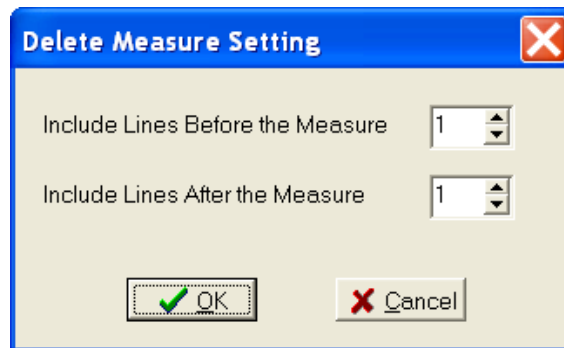 Delete Measure Setting
Include Lines Before the Measure 1
Include Lines After the Measure 1
OK Cancel